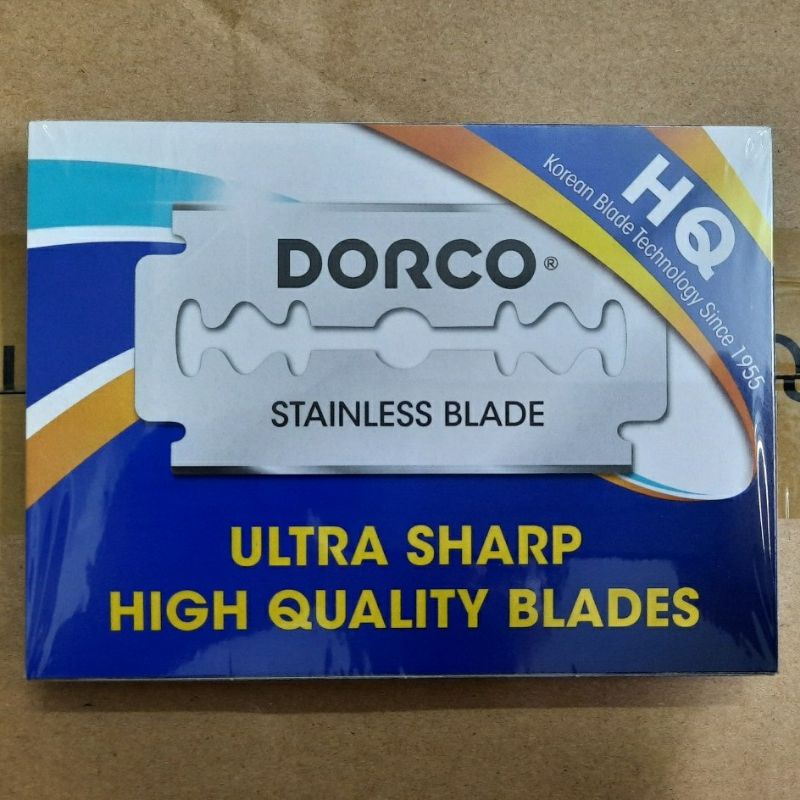 HQ
Korean Blade Technology Since 1955
DORCO®
STAINLESS BLADE
ULTRA SHARP
HIGH QUALITY BLADES